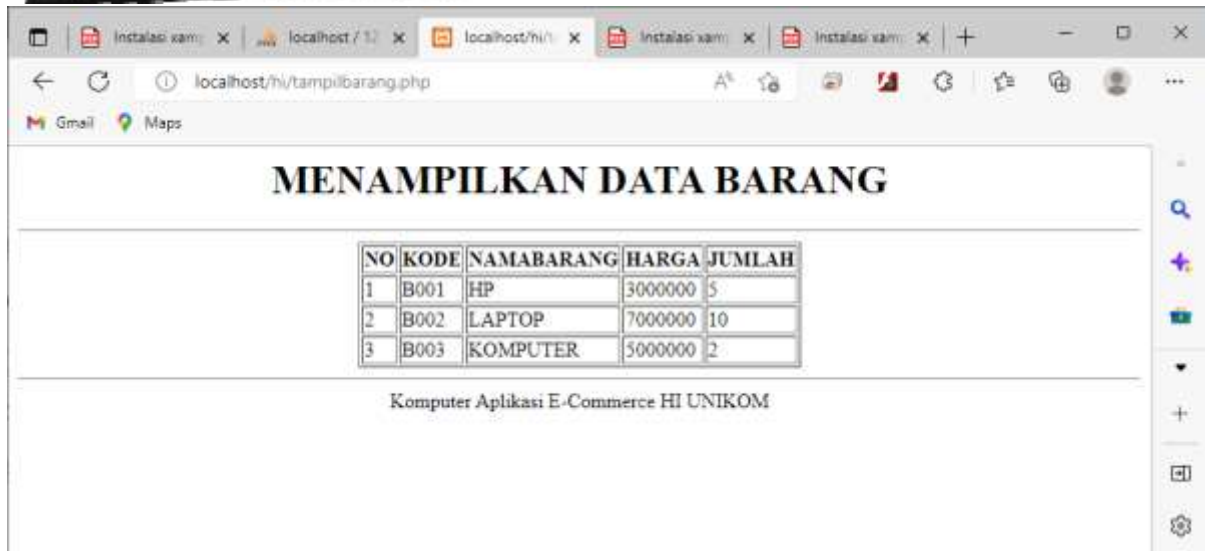 Instalasi xam
localhost / 12
localhost/hi/t
Instalasi xam
Instalasi xam
localhost/hi/tampilbarang.php
Gmail Maps
MENAMPILKAN DATA BARANG
NO KODE NAMABARANG HARGA JUMLAH
1 B001 HP 3000000 5
2 B002 LAPTOP 7000000 10
3 B003 KOMPUTER 5000000 2
Komputer Aplikasi E-Commerce HI UNIKOM